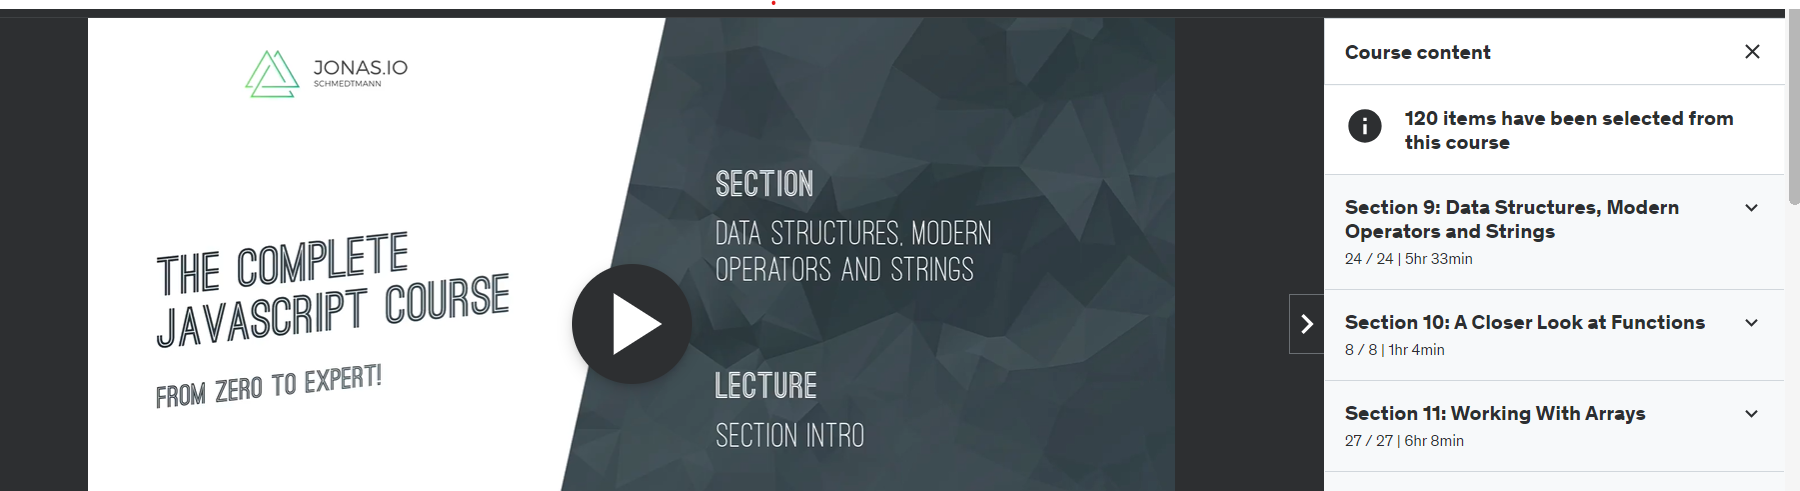 JONAS.IO
SCHMEDTMANN
THE COMPLETE
JAVASCRIPT COURSE
FROM ZERO TO EXPERT!
SECTION
DATA STRUCTURES, MODERN
OPERATORS AND STRINGS
LECTURE
SECTION INTRO
Course content
120 items have been selected from
this course
Section 9: Data Structures, Modern
Operators and Strings
24 / 24 | 5hr 33min
Section 10: A Closer Look at Functions
8 / 8 | 1hr 4min
Section 11: Working With Arrays
27 / 27 | 6hr 8min